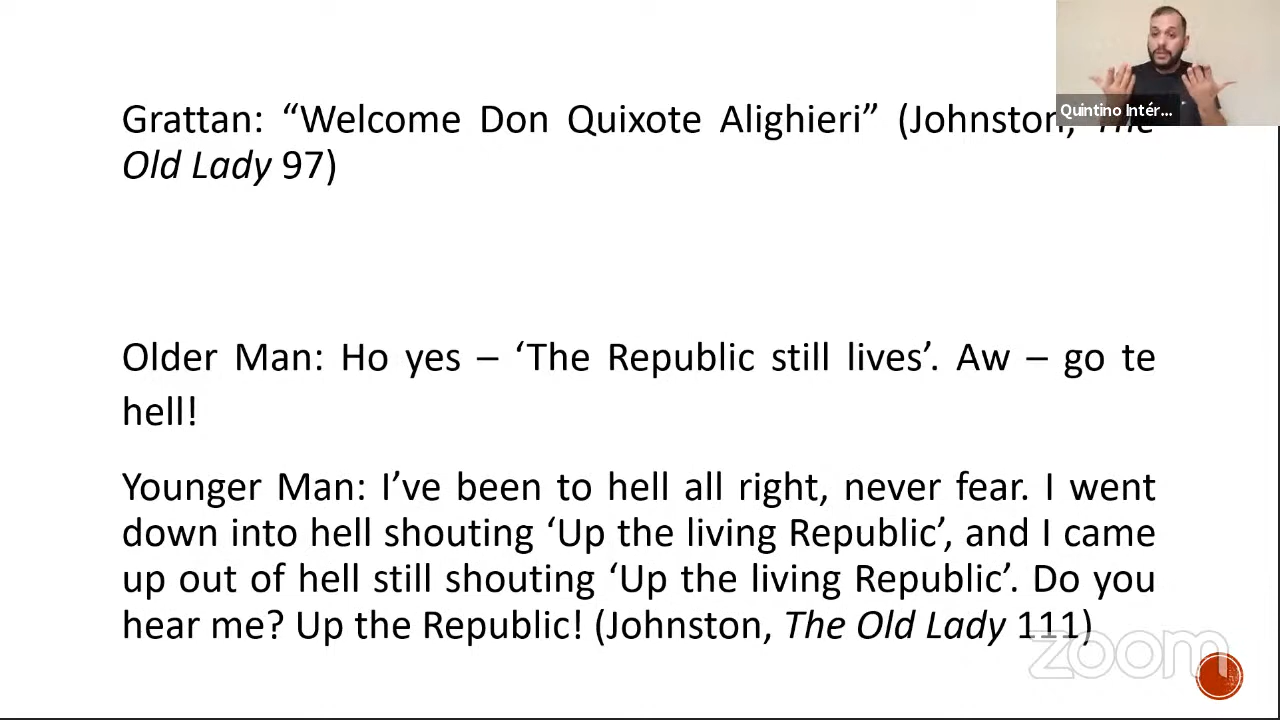 Grattan: “Welcome Don Quixote Alighieri” (Johnston, The
Old Lady 97)
Older Man: Ho yes – ‘The Republic still lives’. Aw – go te
hell!
Younger Man: I’ve been to hell all right, never fear. I went
down into hell shouting ‘Up the living Republic’, and I came
up out of hell still shouting ‘Up the living Republic’. Do you
hear me? Up the Republic! (Johnston, The Old Lady 111)
Quintino Intér...
zoom